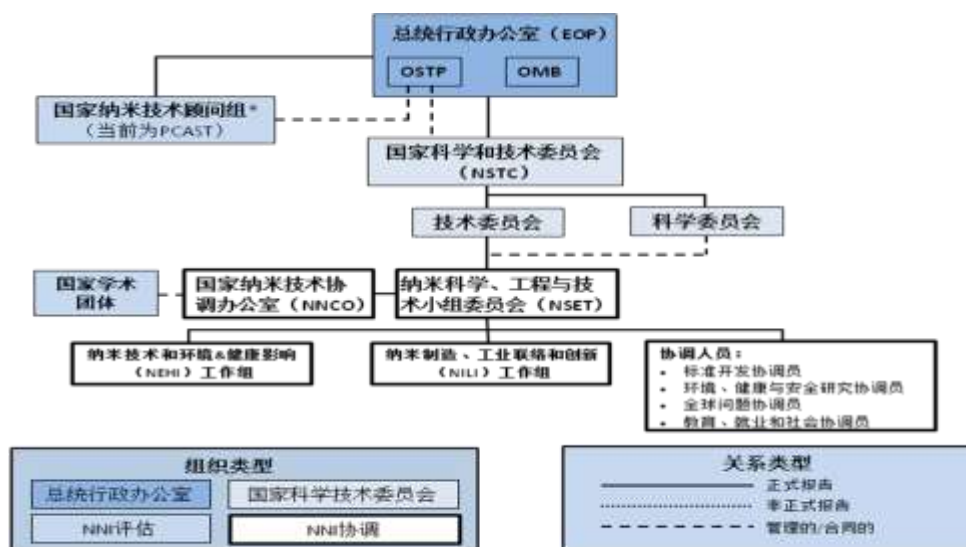 总统行政办公室（EOP）
OSTP
OMB
国家纳米技术顾问组*
（当前为PCAST）
国家科学和技术委员会
（NSTC）
技术委员会
科学委员会
国家学术
团体
国家纳米技术协
调办公室（NNCO）
纳米科学、工程与技
术小组委员会（NSET）
纳米技术和环境&健康影响
（NEHI）工作组
纳米制造、工业联络和创新
（NILI）工作组
协调人员：
• 标准开发协调员
• 环境、健康与安全研究协调员
• 全球问题协调员
• 教育、就业和社会协调员
组织类型
总统行政办公室
国家科学技术委员会
NNI评估
NNI协调
关系类型
正式报告
非正式报告
管理的/合同的